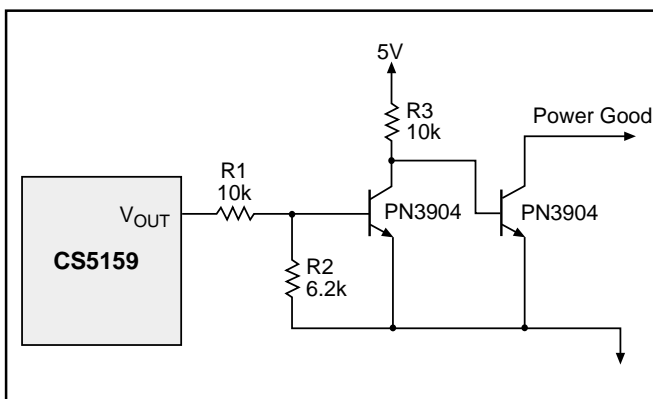 5V
R3
10k
Power Good
R1
10k
PN3904
PN3904
VOUT
CS5159
R2
6.2k